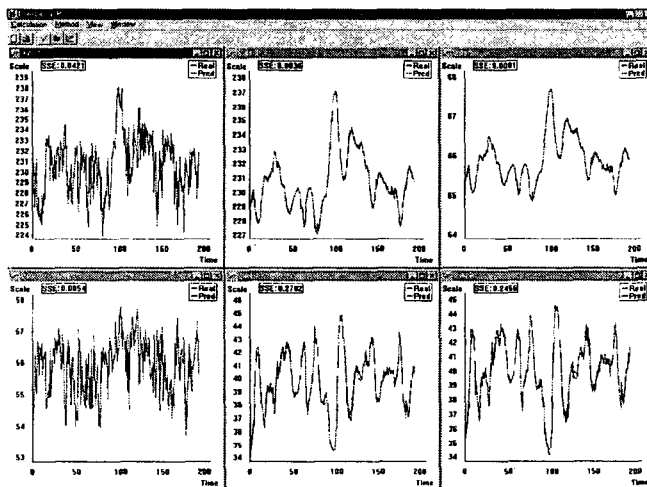 Calculation Method View Window
Scale SSE:0.0421 Real
Pred
239
238
237
236
235
234
233
232
231
230
229
228
227
226
225
224
0 50 100 150 200
Time
Scale Real
Pred
238
237
236
235
234
233
232
231
230
229
228
227
0 50 100 150 200
Time
Scale Real
Pred
68
67
66
65
64
0 50 100 150 200
Time
Scale SSE:0.0054 Real
Pred
58
57
56
55
54
53
0 50 100 150 200
Time
Scale SSE:0.2782 Real
Pred
46
45
44
43
42
41
40
39
38
37
36
35
34
0 50 100 150 200
Time
Scale SSE:0.2456 Real
Pred
45
44
43
42
41
40
39
38
37
36
35
34
0 50 100 150 200
Time